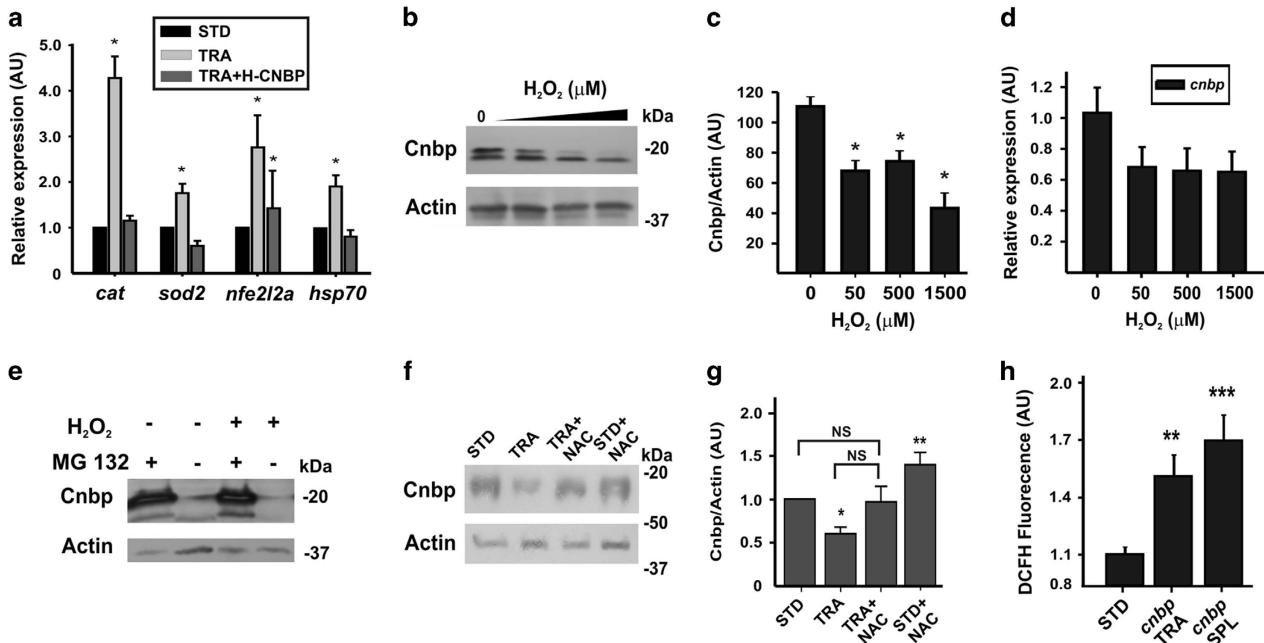 a
STD
TRA
TRA+H-CNBP
*
* * * * *
Relative expression (AU)
5.0
4.0
3.0
2.0
1.0
0
cat sod2 nfe2l2a hsp70
b
H2O2 (µM)
0
kDa
Cnbp
-20
Actin
-37
c
Cnbp/Actin (AU)
120
100
80
60
40
20
0
* * *
0 50 500 1500
H2O2 (µM)
d
cnbp
Relative expression (AU)
1.2
1.0
0.8
0.6
0.4
0.2
0 50 500 1500
H2O2 (µM)
e
H2O2 - - + +
MG 132 + - + - kDa
Cnbp
-20
Actin
-37
f
STD TRA TRA+ NAC STD+ NAC
kDa
-20
Cnbp
-50
Actin
-37
g
Cnbp/Actin (AU)
2.0
1.5
1.0
0.5
0
NS
NS
* **
STD TRA TRA+ NAC STD+ NAC
h
DCFH Fluorescence (AU)
2.0
1.7
1.4
1.1
0.8
** ***
STD cnbp TRA cnbp SPL